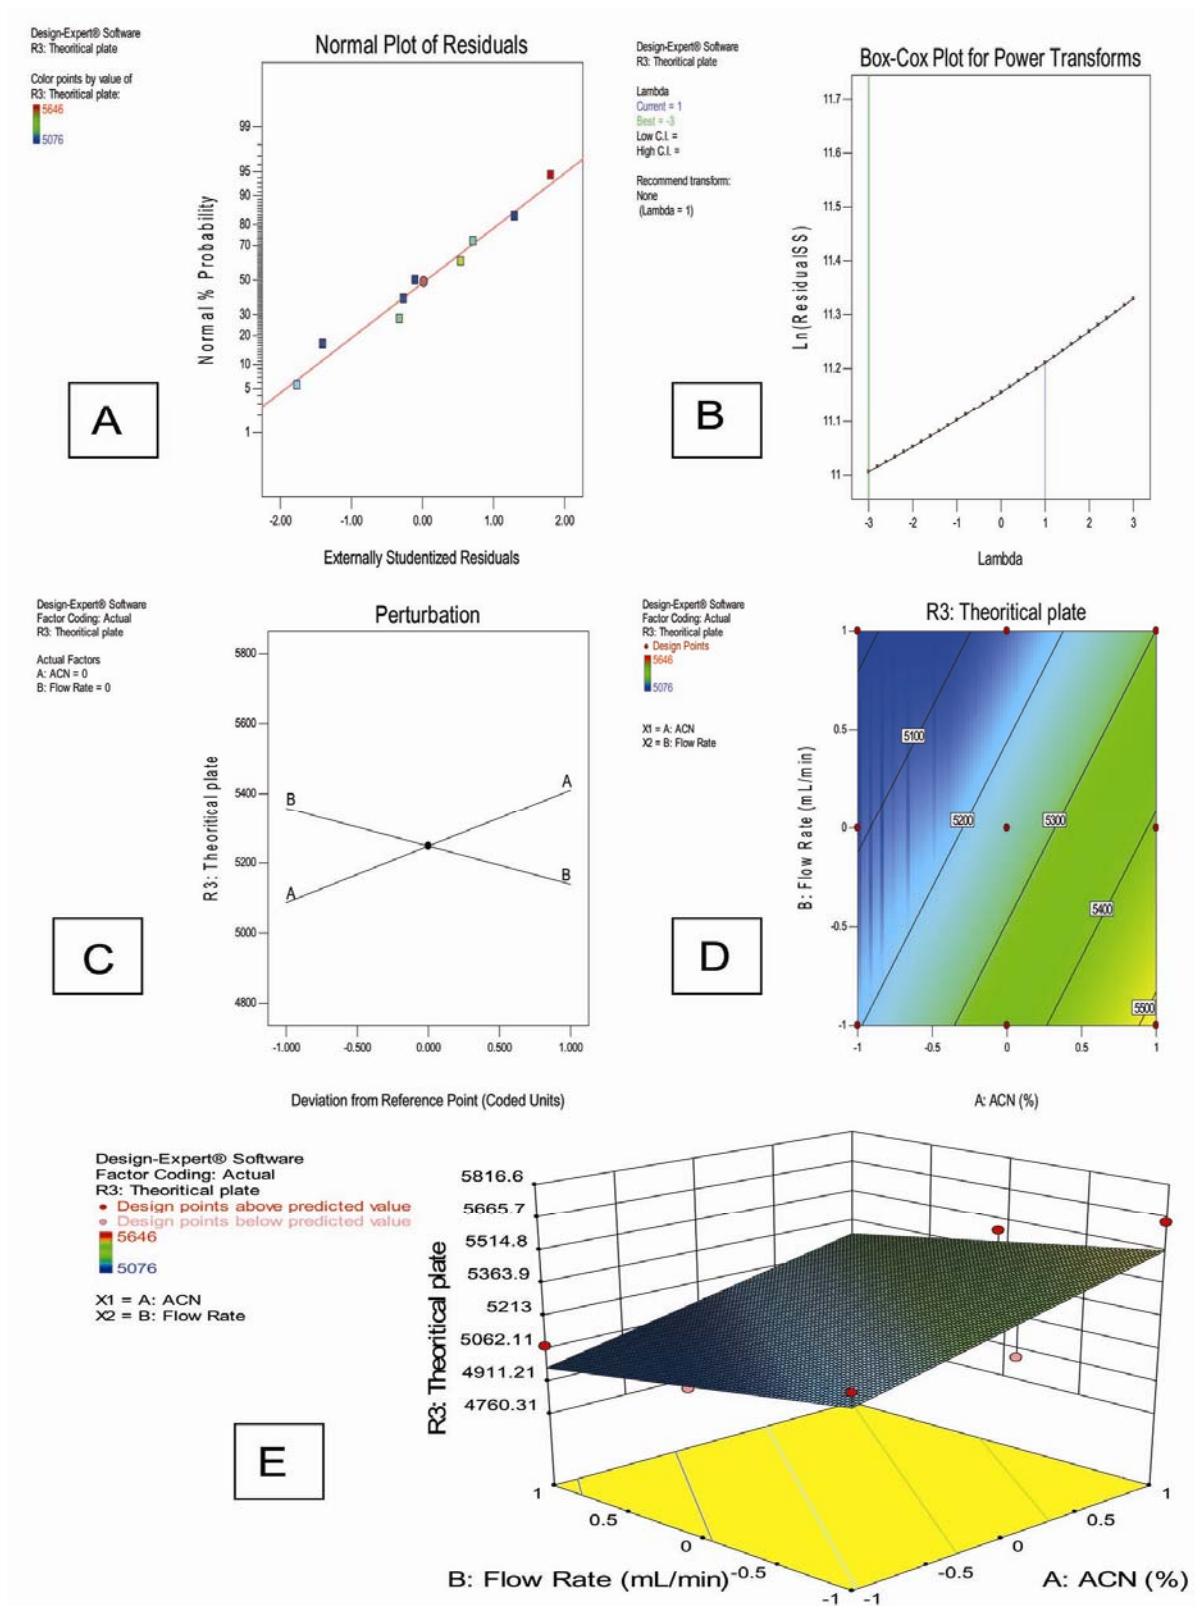 Design-Expert® Software
R3: Theoritical plate
Color points by value of
R3: Theoritical plate:
5646
5076
Normal Plot of Residuals
Normal % Probability
99
95
90
80
70
50
30
20
10
5
1
-2.00
-1.00
0.00
1.00
2.00
Externally Studentized Residuals
A
Design-Expert® Software
R3: Theoritical plate
Lambda
Current = 1
Best = -3
Low C.I. =
High C.I. =
Recommend transform:
None
(Lambda = 1)
Box-Cox Plot for Power Transforms
Ln(ResidualSS)
11.7
11.6
11.5
11.4
11.3
11.2
11.1
11
-3
-2
-1
0
1
2
3
Lambda
B
Design-Expert® Software
Factor Coding: Actual
R3: Theoritical plate
Actual Factors
A: ACN = 0
B: Flow Rate = 0
Perturbation
R3: Theoritical plate
5800
5600
5400
5200
5000
4800
B
A
A
B
-1.000
-0.500
0.000
0.500
1.000
Deviation from Reference Point (Coded Units)
C
Design-Expert® Software
Factor Coding: Actual
R3: Theoritical plate
Design Points
5646
5076
X1 = A: ACN
X2 = B: Flow Rate
R3: Theoritical plate
B: Flow Rate (mL/min)
1
0.5
0
-0.5
-1
5100
5200
5300
5400
5500
-1
-0.5
0
0.5
1
A: ACN (%)
D
Design-Expert® Software
Factor Coding: Actual
R3: Theoritical plate
Design points above predicted value
Design points below predicted value
5646
5076
X1 = A: ACN
X2 = B: Flow Rate
R3: Theoritical plate
5816.6
5665.7
5514.8
5363.9
5213
5062.11
4911.21
4760.31
1
0.5
0
-0.5
-1
B: Flow Rate (mL/min)
-1
-0.5
0
0.5
1
A: ACN (%)
E